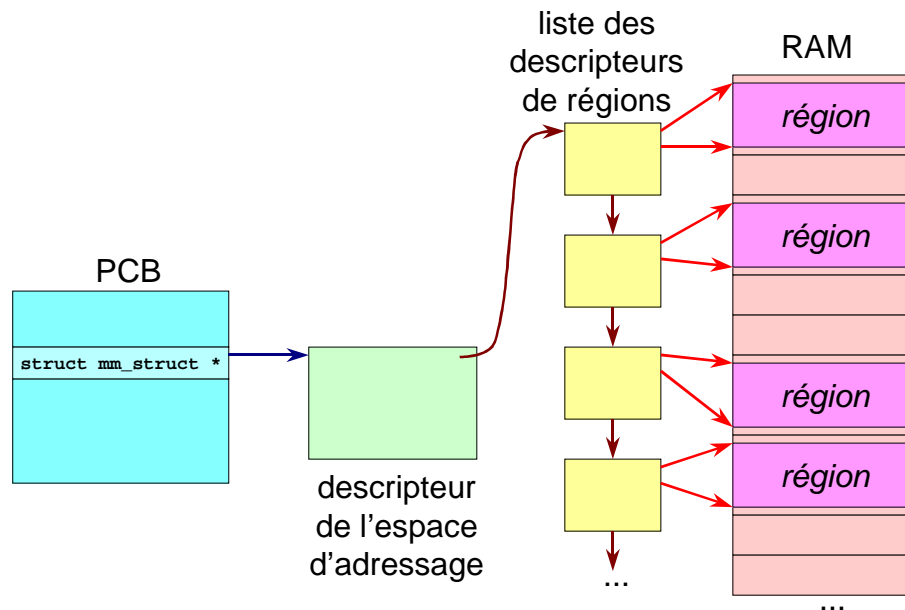 liste des
descripteurs
de régions
RAM
région
région
PCB
struct mm_struct *
région
région
descripteur
de l’espace
d’adressage
...
...